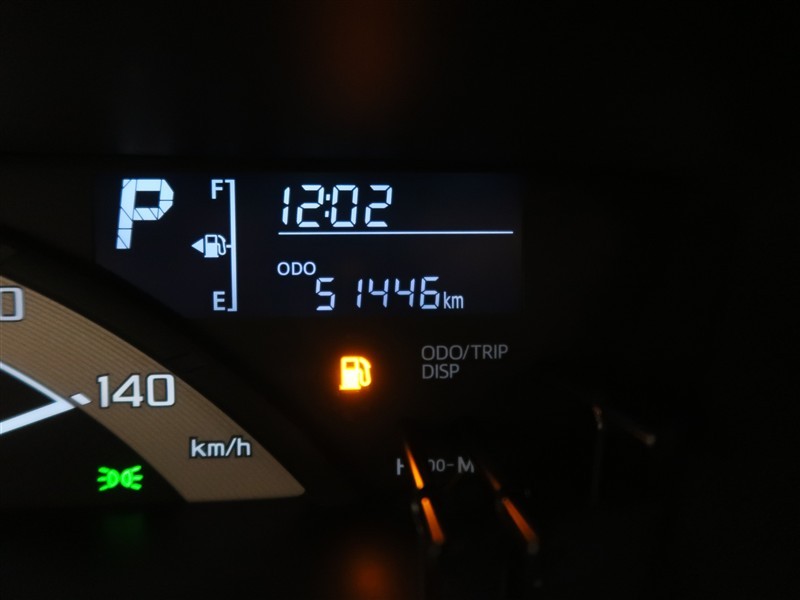 P
F
12:02
E
ODO
51446km
ODO/TRIP
DISP
140
km/h